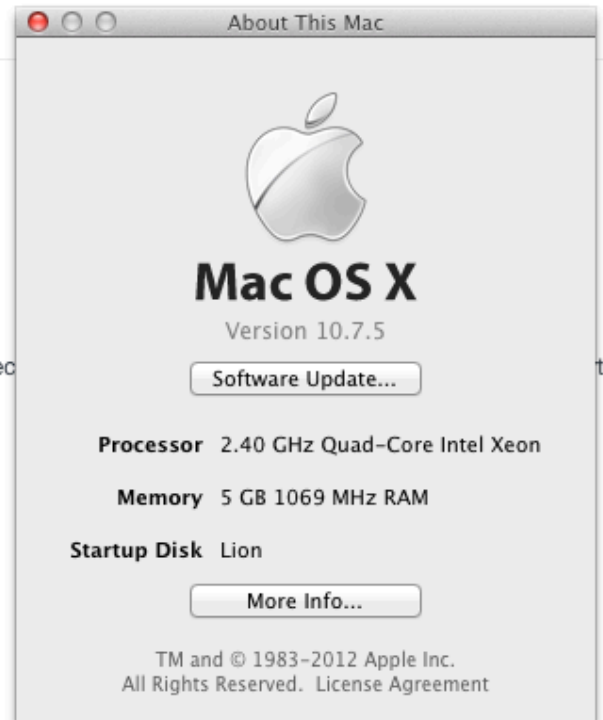 About This Mac
Mac OS X
Version 10.7.5
ec
rt
Software Update...
Processor 2.40 GHz Quad-Core Intel Xeon
Memory 5 GB 1069 MHz RAM
Startup Disk Lion
More Info...
TM and © 1983-2012 Apple Inc.
All Rights Reserved. License Agreement